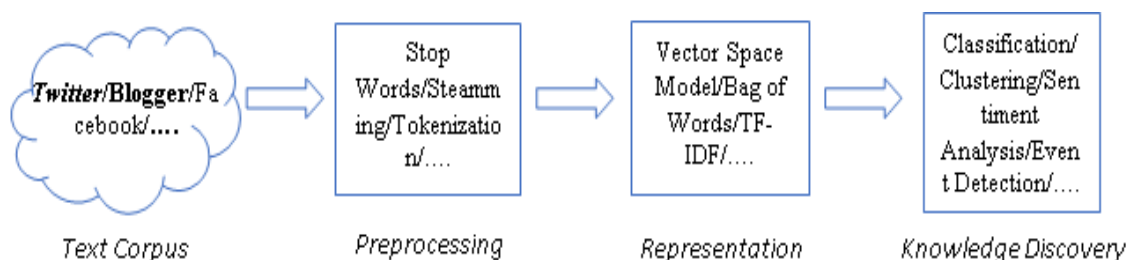 Twitter/Blogger/Fa
cebook/....
Stop
Words/Steamm
ing/Tokenizatio
n/....
Vector Space
Model/Bag of
Words/TF-
IDF/....
Classification/
Clustering/Sen
timent
Analysis/Even
t Detection/....
Text Corpus
Preprocessing
Representation
Knowledge Discovery